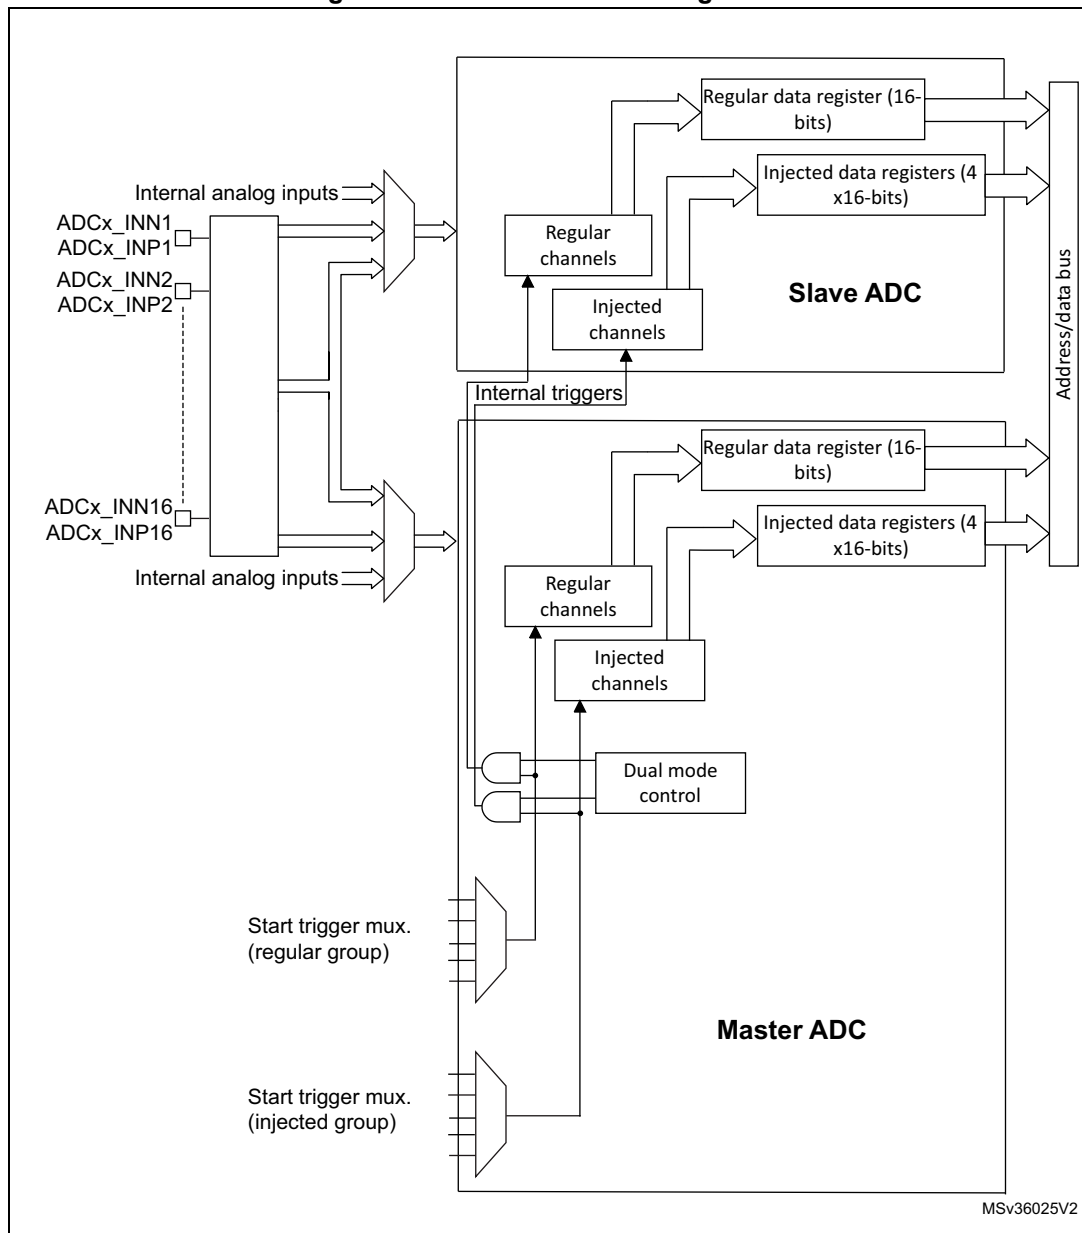 Regular data register (16-
bits)
Injected data registers (4
x16-bits)
Internal analog inputs
ADCx_INN1
ADCx_INP1
ADCx_INN2
ADCx_INP2
Regular
channels
Injected
channels
Slave ADC
Address/data bus
Internal triggers
Regular data register (16-
bits)
Injected data registers (4
x16-bits)
ADCx_INN16
ADCx_INP16
Internal analog inputs
Regular
channels
Injected
channels
Dual mode
control
Start trigger mux.
(regular group)
Master ADC
Start trigger mux.
(injected group)
MSv36025V2